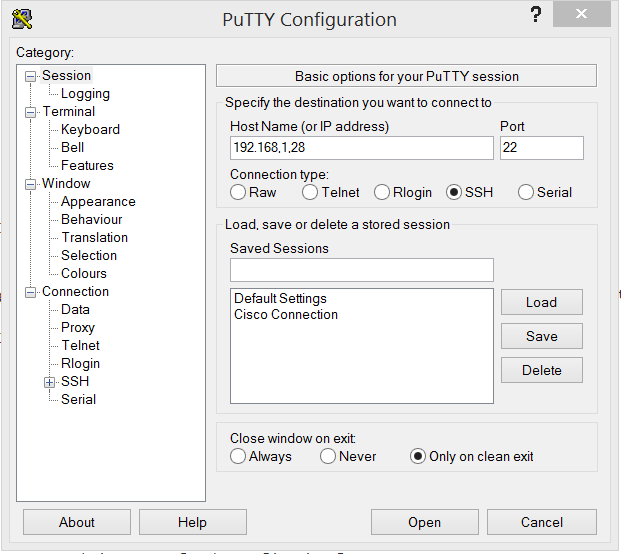 PuTTY Configuration
?
Category:
Session
Logging
Terminal
Keyboard
Bell
Features
Window
Appearance
Behaviour
Translation
Selection
Colours
Connection
Data
Proxy
Telnet
Rlogin
SSH
Serial
Basic options for your PuTTY session
Specify the destination you want to connect to
Host Name (or IP address) Port
192.168,1,28 22
Connection type:
Raw Telnet Rlogin SSH Serial
Load, save or delete a stored session
Saved Sessions
Default Settings
Cisco Connection
Load
Save
Delete
Close window on exit:
Always Never Only on clean exit
About Help Open Cancel